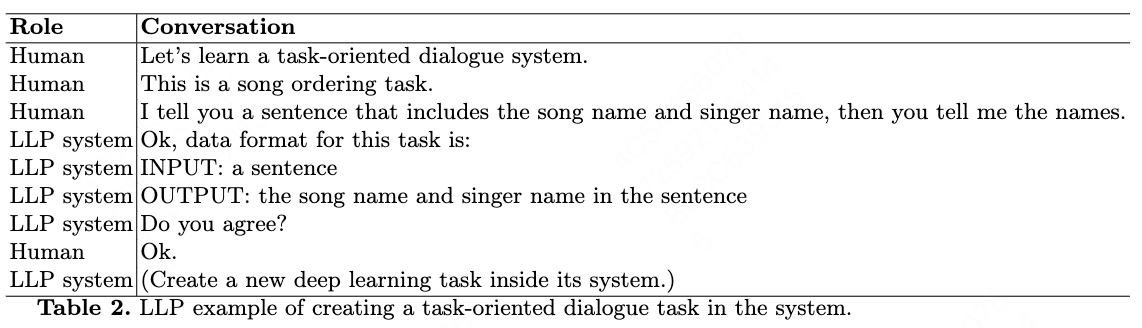 Role Conversation
Human Let's learn a task-oriented dialogue system.
Human This is a song ordering task.
Human I tell you a sentence that includes the song name and singer name, then you tell me the names.
LLP system Ok, data format for this task is:
LLP system INPUT: a sentence
LLP system OUTPUT: the song name and singer name in the sentence
LLP system Do you agree?
Human Ok.
LLP system (Create a new deep learning task inside its system.)
Table 2. LLP example of creating a task-oriented dialogue task in the system.